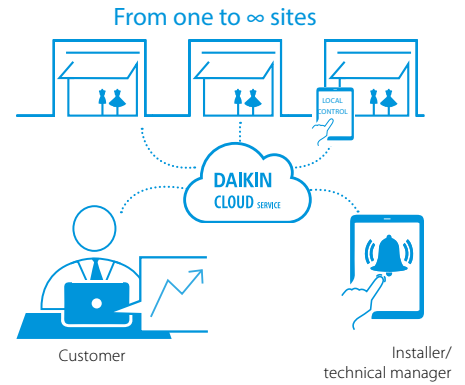 From one to ∞ sites
LOCAL
CONTROL
DAIKIN
CLOUD SERVICE
Customer
Installer/
technical manager